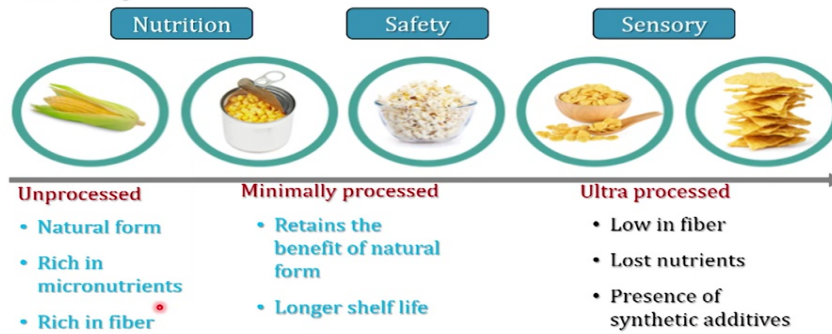 Nutrition
Safety
Sensory
Unprocessed
• Natural form
• Rich in
micronutrients
• Rich in fiber
Minimally processed
• Retains the
benefit of natural
form
• Longer shelf life
Ultra processed
• Low in fiber
• Lost nutrients
• Presence of
synthetic additives